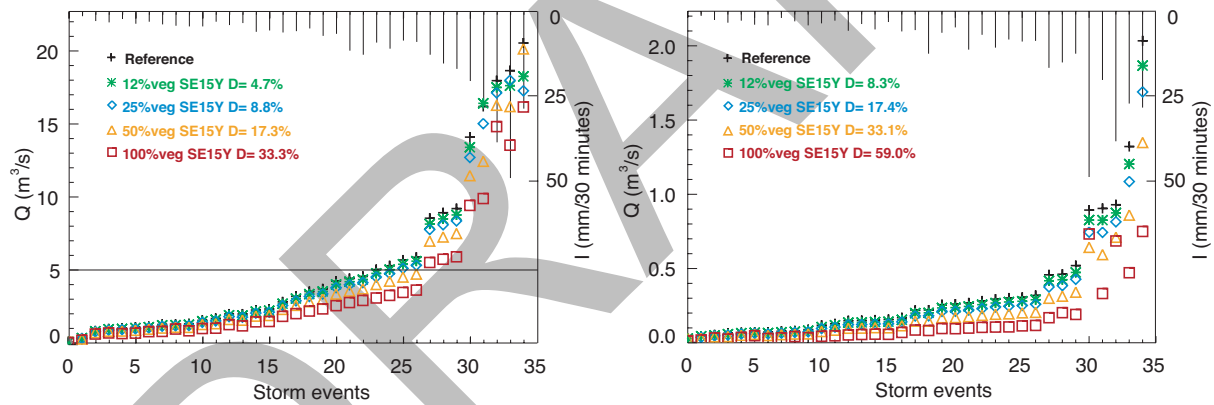 20
15
10
5
0
Q (m³/s)
+ Reference
12%veg SE15Y D= 4.7%
25%veg SE15Y D= 8.8%
50%veg SE15Y D= 17.3%
100%veg SE15Y D= 33.3%
0
25
50
I (mm/30 minutes)
0 5 10 15 20 25 30 35
Storm events
2.0
1.5
1.0
0.5
0.0
Q (m³/s)
+ Reference
12%veg SE15Y D= 8.3%
25%veg SE15Y D= 17.4%
50%veg SE15Y D= 33.1%
100%veg SE15Y D= 59.0%
0
25
50
I (mm/30 minutes)
0 5 10 15 20 25 30 35
Storm events